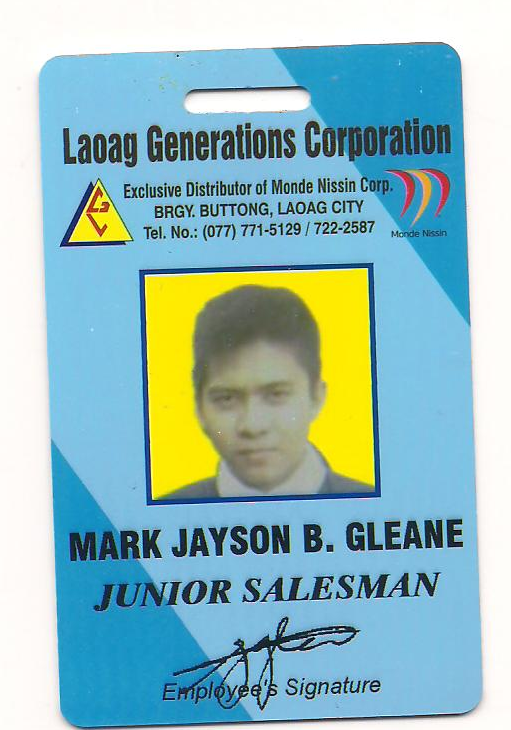 Laoag Generations Corporation
Exclusive Distributor of Monde Nissin Corp.
BRGY. BUTTONG, LAOAG CITY
Tel. No.: (077) 771-5129 / 722-2587
Monde Nissin
MARK JAYSON B. GLEANE
JUNIOR SALESMAN
Employee's Signature